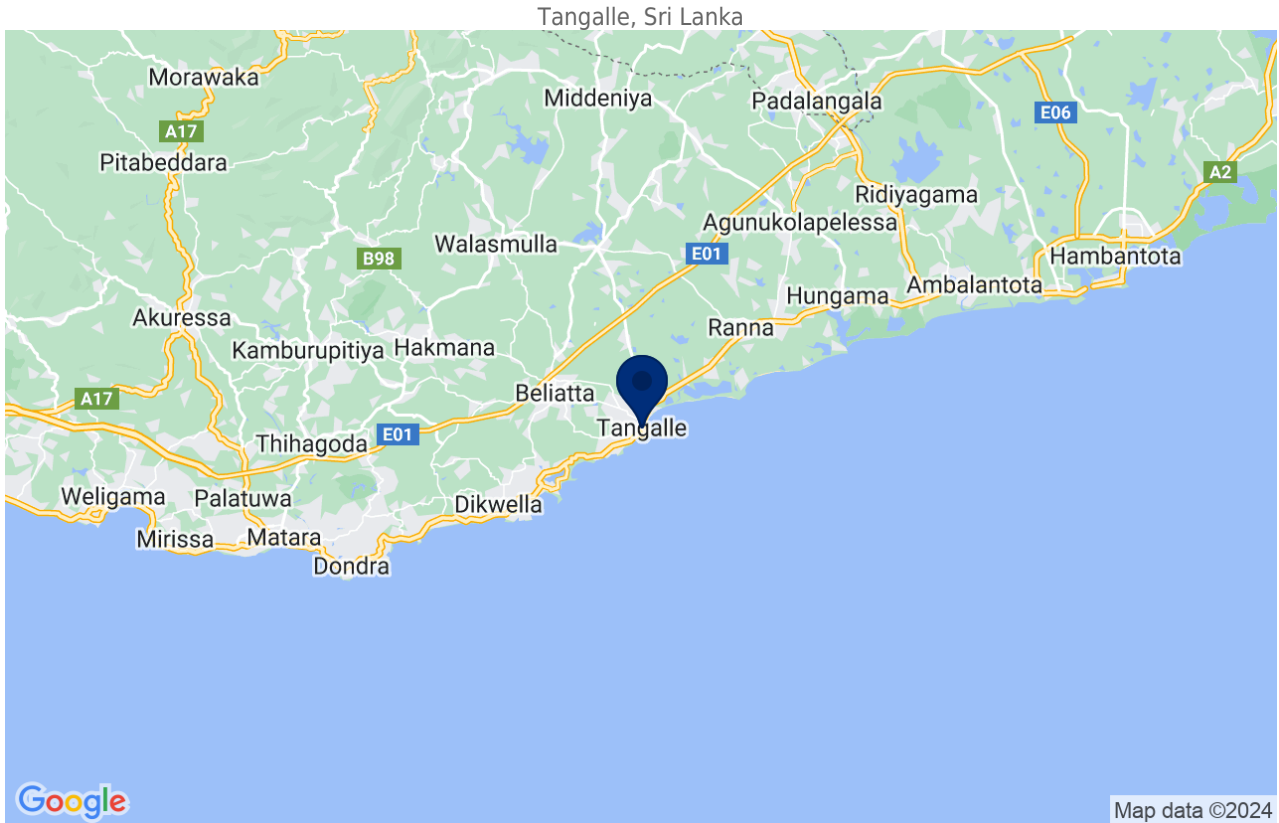 Tangalle, Sri Lanka
Morawaka
Middeniya
Padalangala
E06
A17
Pitabeddara
A2
Ridiyagama
Agunukolapelessa
Walasmulla
E01
B98
Hambantota
Ambalantota
Hungama
Akuressa
Ranna
Kamburupitiya
Hakmana
Beliatta
A17
Tangalle
E01
Thihagoda
Weligama
Palatuwa
Dikwella
Mirissa
Matara
Dondra
Google
Map data ©2024